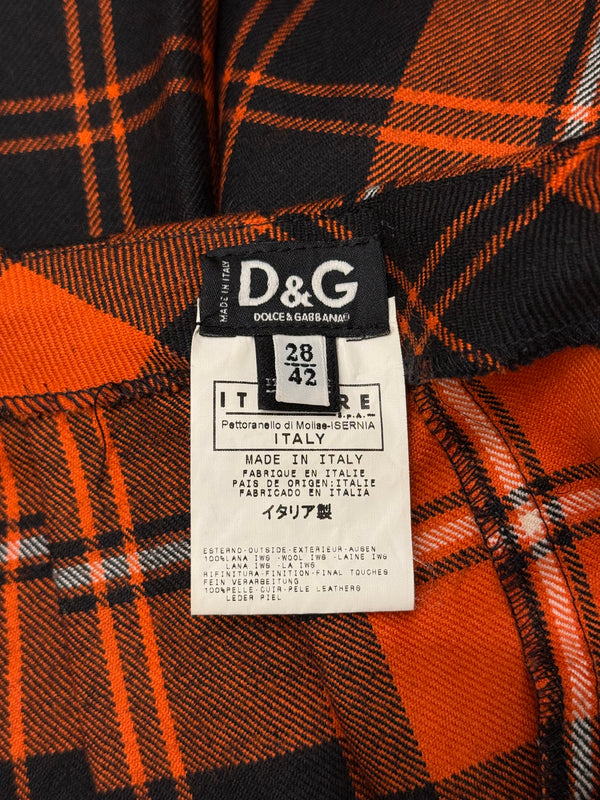 MADE IN ITALY
D&G
DOLCE & GABBANA
28
42
IT RE
S.p.A.
Pettoranello di Molise-ISERNIA
ITALY
MADE IN ITALY
FABRIQUE EN ITALIE
PAIS DE ORIGEN:ITALIE
FABRICADO EN ITALIA
イタリア製
ESTERNO-OUTSIDE-EXTERIEUR-AUSEN
100%LANA IWS -WOOL IWS -LAINE IWS
LANA IWS -LA IWS
RIFINITURA-FINITION-FINAL TOUCHES
FEIN VERARBEITUNG
100%PELLE-CUIR-PELE LEATHERS
LEDER PIEL